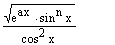 √(e^{ax} · sin^{n} x)
cos^{2} x